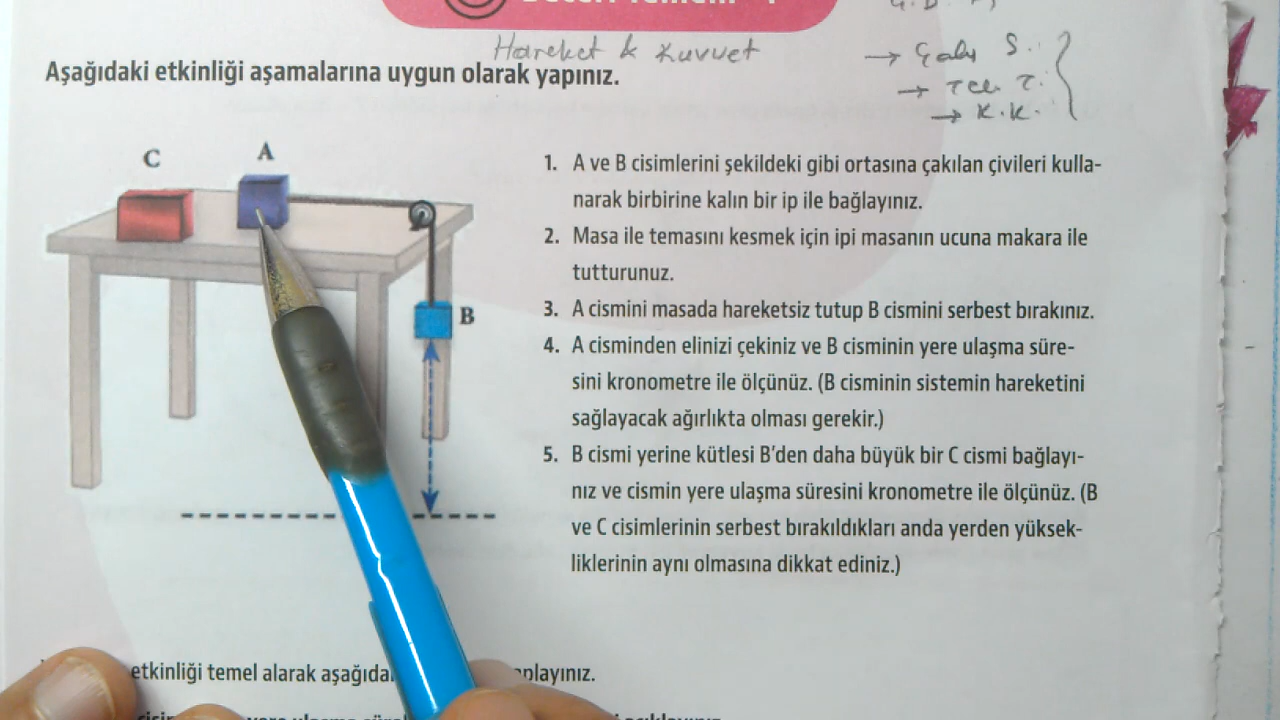 Hareket & Kuvvet
Aşağıdaki etkinliği aşamalarına uygun olarak yapınız.
→ Çalış S.
→ K.K.
C
A
B
1. A ve B cisimlerini şekildeki gibi ortasına çakılan çivileri kulla-
narak birbirine kalın bir ip ile bağlayınız.
2. Masa ile temasını kesmek için ipi masanın ucuna makara ile
tutturunuz.
3. A cismini masada hareketsiz tutup B cismini serbest bırakınız.
4. A cisminden elinizi çekiniz ve B cisminin yere ulaşma süre-
sini kronometre ile ölçünüz. (B cisminin sistemin hareketini
sağlayacak ağırlıkta olması gerekir.)
5. B cismi yerine kütlesi B'den daha büyük bir C cismi bağlayı-
nız ve cismin yere ulaşma süresini kronometre ile ölçünüz. (B
ve C cisimlerinin serbest bırakıldıkları anda yerden yüksek-
liklerinin aynı olmasına dikkat ediniz.)
etkinliği temel alarak